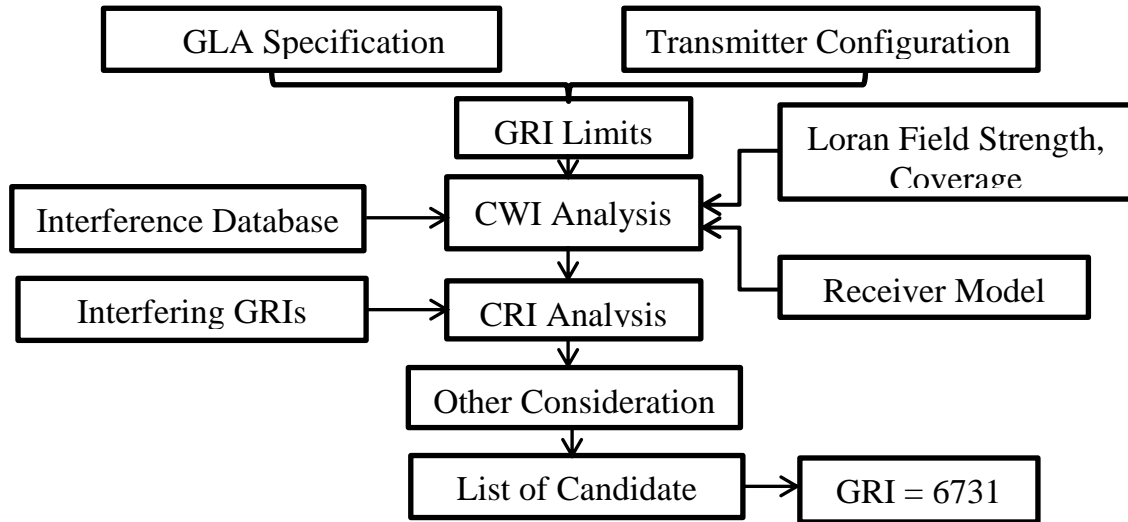 GLA Specification
Transmitter Configuration
GRI Limits
Loran Field Strength,
Coverage
Interference Database
CWI Analysis
Receiver Model
Interfering GRIs
CRI Analysis
Other Consideration
List of Candidate
GRI = 6731